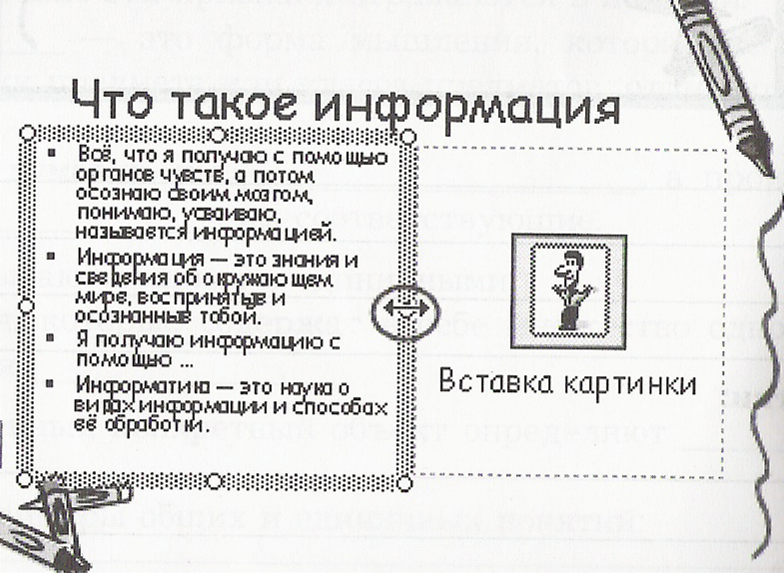 Что такое информация
▪ Всё, что я получаю с помощью
органов чувств, а потом
осознаю своим мозгом,
понимаю, усваиваю,
называется информацией.
▪ Информация — это знания и
сведения об окружающем
мире, воспринятые и
осознанные тобой.
▪ Я получаю информацию с
помощью ...
▪ Информатика — это наука о
видах информации и способах
её обработки.
Вставка картинки